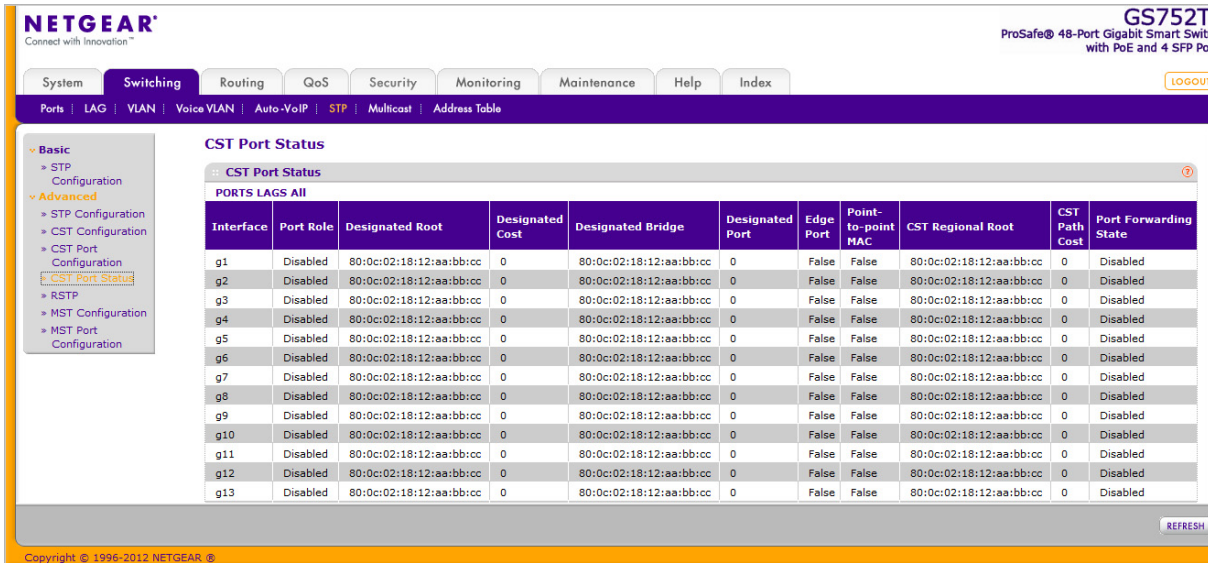 NETGEAR®
Connect with Innovation™
GS752T
ProSafe® 48-Port Gigabit Smart Swit
with PoE and 4 SFP Po
System Switching Routing QoS Security Monitoring Maintenance Help Index LOGOUT
Ports LAG VLAN Voice VLAN Auto-VoIP STP Multicast Address Table
Basic
» STP
Configuration
Advanced
» STP Configuration
» CST Configuration
» CST Port
Configuration
» CST Port Status
» RSTP
» MST Configuration
» MST Port
Configuration
CST Port Status
CST Port Status
PORTS LAGS All
Interface Port Role Designated Root Designated Cost Designated Bridge Designated Port Edge Port Point-to-point MAC CST Regional Root CST Path Cost Port Forwarding State
g1 Disabled 80:0c:02:18:12:aa:bb:cc 0 80:0c:02:18:12:aa:bb:cc 0 False False 80:0c:02:18:12:aa:bb:cc 0 Disabled
g2 Disabled 80:0c:02:18:12:aa:bb:cc 0 80:0c:02:18:12:aa:bb:cc 0 False False 80:0c:02:18:12:aa:bb:cc 0 Disabled
g3 Disabled 80:0c:02:18:12:aa:bb:cc 0 80:0c:02:18:12:aa:bb:cc 0 False False 80:0c:02:18:12:aa:bb:cc 0 Disabled
g4 Disabled 80:0c:02:18:12:aa:bb:cc 0 80:0c:02:18:12:aa:bb:cc 0 False False 80:0c:02:18:12:aa:bb:cc 0 Disabled
g5 Disabled 80:0c:02:18:12:aa:bb:cc 0 80:0c:02:18:12:aa:bb:cc 0 False False 80:0c:02:18:12:aa:bb:cc 0 Disabled
g6 Disabled 80:0c:02:18:12:aa:bb:cc 0 80:0c:02:18:12:aa:bb:cc 0 False False 80:0c:02:18:12:aa:bb:cc 0 Disabled
g7 Disabled 80:0c:02:18:12:aa:bb:cc 0 80:0c:02:18:12:aa:bb:cc 0 False False 80:0c:02:18:12:aa:bb:cc 0 Disabled
g8 Disabled 80:0c:02:18:12:aa:bb:cc 0 80:0c:02:18:12:aa:bb:cc 0 False False 80:0c:02:18:12:aa:bb:cc 0 Disabled
g9 Disabled 80:0c:02:18:12:aa:bb:cc 0 80:0c:02:18:12:aa:bb:cc 0 False False 80:0c:02:18:12:aa:bb:cc 0 Disabled
g10 Disabled 80:0c:02:18:12:aa:bb:cc 0 80:0c:02:18:12:aa:bb:cc 0 False False 80:0c:02:18:12:aa:bb:cc 0 Disabled
g11 Disabled 80:0c:02:18:12:aa:bb:cc 0 80:0c:02:18:12:aa:bb:cc 0 False False 80:0c:02:18:12:aa:bb:cc 0 Disabled
g12 Disabled 80:0c:02:18:12:aa:bb:cc 0 80:0c:02:18:12:aa:bb:cc 0 False False 80:0c:02:18:12:aa:bb:cc 0 Disabled
g13 Disabled 80:0c:02:18:12:aa:bb:cc 0 80:0c:02:18:12:aa:bb:cc 0 False False 80:0c:02:18:12:aa:bb:cc 0 Disabled
REFRESH
Copyright © 1996-2012 NETGEAR ®